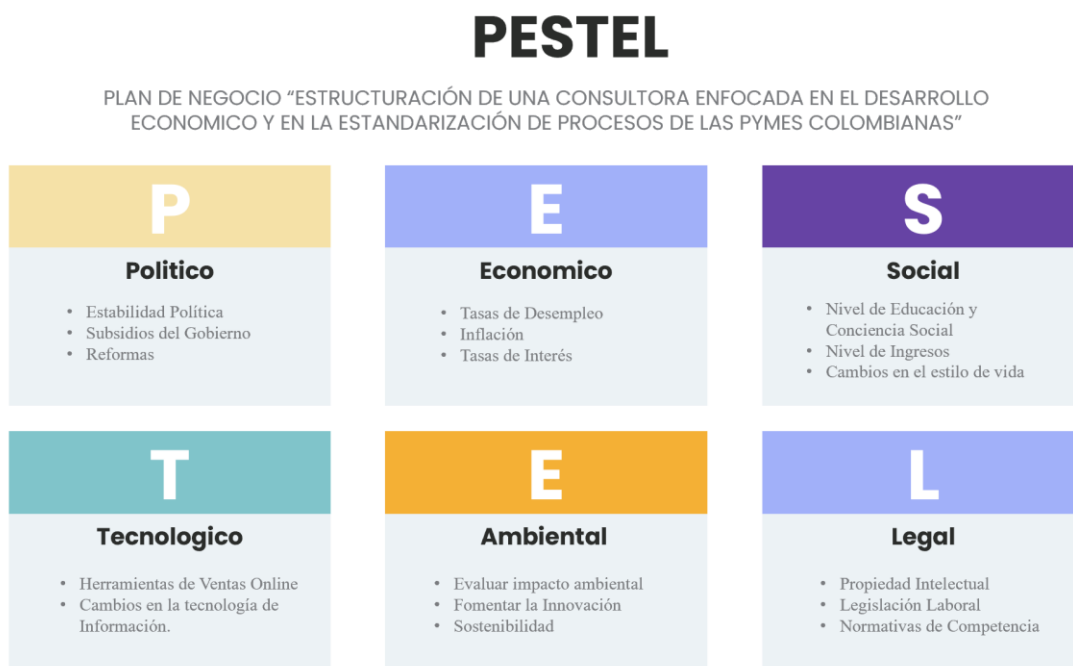 PESTEL
PLAN DE NEGOCIO “ESTRUCTURACIÓN DE UNA CONSULTORA ENFOCADA EN EL DESARROLLO
ECONOMICO Y EN LA ESTANDARIZACIÓN DE PROCESOS DE LAS PYMES COLOMBIANAS”
P
Politico
• Estabilidad Política
• Subsidios del Gobierno
• Reformas
E
Economico
• Tasas de Desempleo
• Inflación
• Tasas de Interés
S
Social
• Nivel de Educación y
Conciencia Social
• Nivel de Ingresos
• Cambios en el estilo de vida
T
Tecnologico
• Herramientas de Ventas Online
• Cambios en la tecnología de
Información.
E
Ambiental
• Evaluar impacto ambiental
• Fomentar la Innovación
• Sostenibilidad
L
Legal
• Propiedad Intelectual
• Legislación Laboral
• Normativas de Competencia